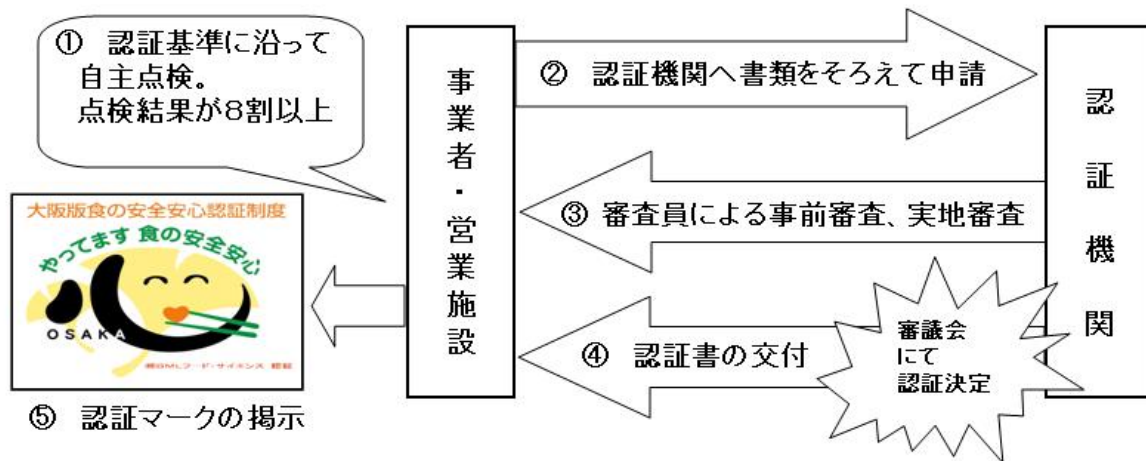 ① 認証基準に沿って
自主点検。
点検結果が８割以上
事業者・営業施設
② 認証機関へ書類をそろえて申請
認証機関
③ 審査員による事前審査、実地審査
審議会
にて
認証決定
④ 認証書の交付
大阪版食の安全安心認証制度
やってます 食の安全安心
OSAKA
⑤ 認証マークの掲示